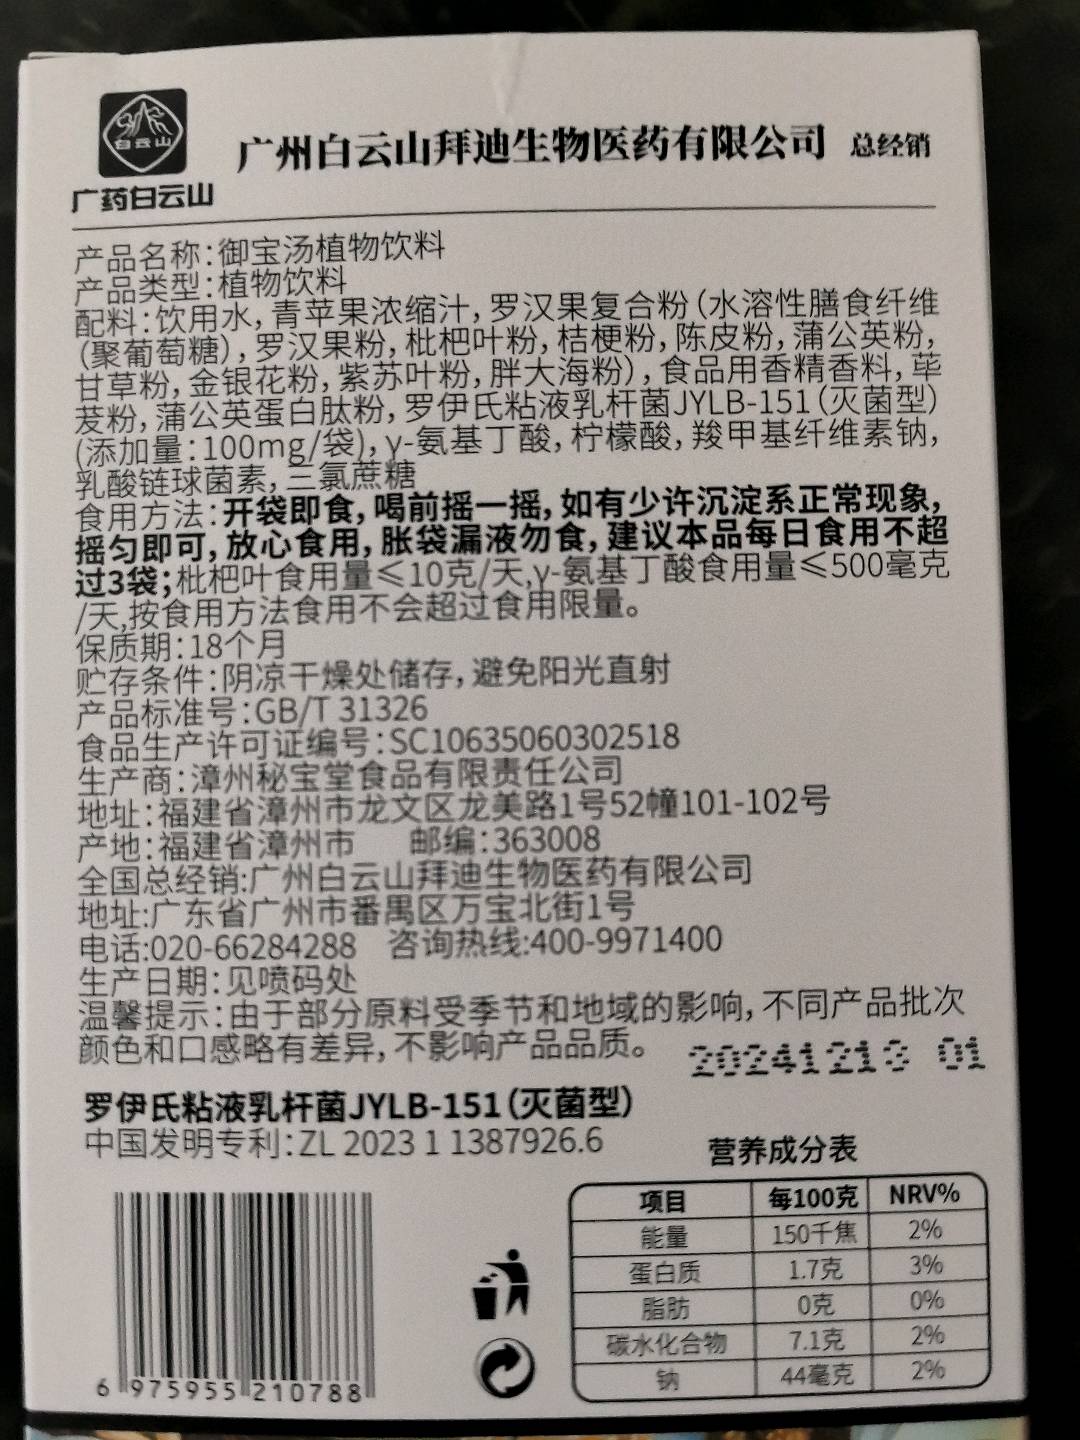 白云山
广药白云山
广州白云山拜迪生物医药有限公司 总经销
产品名称:御宝汤植物饮料
产品类型:植物饮料
配料:饮用水,青苹果浓缩汁,罗汉果复合粉(水溶性膳食纤维
(聚葡萄糖),罗汉果粉,枇杷叶粉,桔梗粉,陈皮粉,蒲公英粉,
甘草粉,金银花粉,紫苏叶粉,胖大海粉),食品用香精香料,荜
茇粉,蒲公英蛋白肽粉,罗伊氏粘液乳杆菌JYLB-151(灭菌型)
(添加量:100mg/袋),γ-氨基丁酸,柠檬酸,羧甲基纤维素钠,
乳酸链球菌素,三氯蔗糖
食用方法:开袋即食,喝前摇一摇,如有少许沉淀系正常现象,
摇匀即可,放心食用,胀袋漏液勿食,建议本品每日食用不超
过3袋;枇杷叶食用量≤10克/天,γ-氨基丁酸食用量≤500毫克
/天,按食用方法食用不会超过食用限量。
保质期:18个月
贮存条件:阴凉干燥处储存,避免阳光直射
产品标准号:GB/T 31326
食品生产许可证编号:SC10635060302518
生产商:漳州秘宝堂食品有限责任公司
地址:福建省漳州市龙文区龙美路1号52幢101-102号
产地:福建省漳州市 邮编:363008
全国总经销:广州白云山拜迪生物医药有限公司
地址:广东省广州市番禺区万宝北街1号
电话:020-66284288 咨询热线:400-9971400
生产日期:见喷码处
温馨提示:由于部分原料受季节和地域的影响,不同产品批次
颜色和口感略有差异,不影响产品品质。
20241213 01
罗伊氏粘液乳杆菌JYLB-151(灭菌型)
中国发明专利:ZL 2023 1 1387926.6
营养成分表
项目 每100克 NRV%
能量 150千焦 2%
蛋白质 1.7克 3%
脂肪 0克 0%
碳水化合物 7.1克 2%
钠 44毫克 2%
6 975955 210788